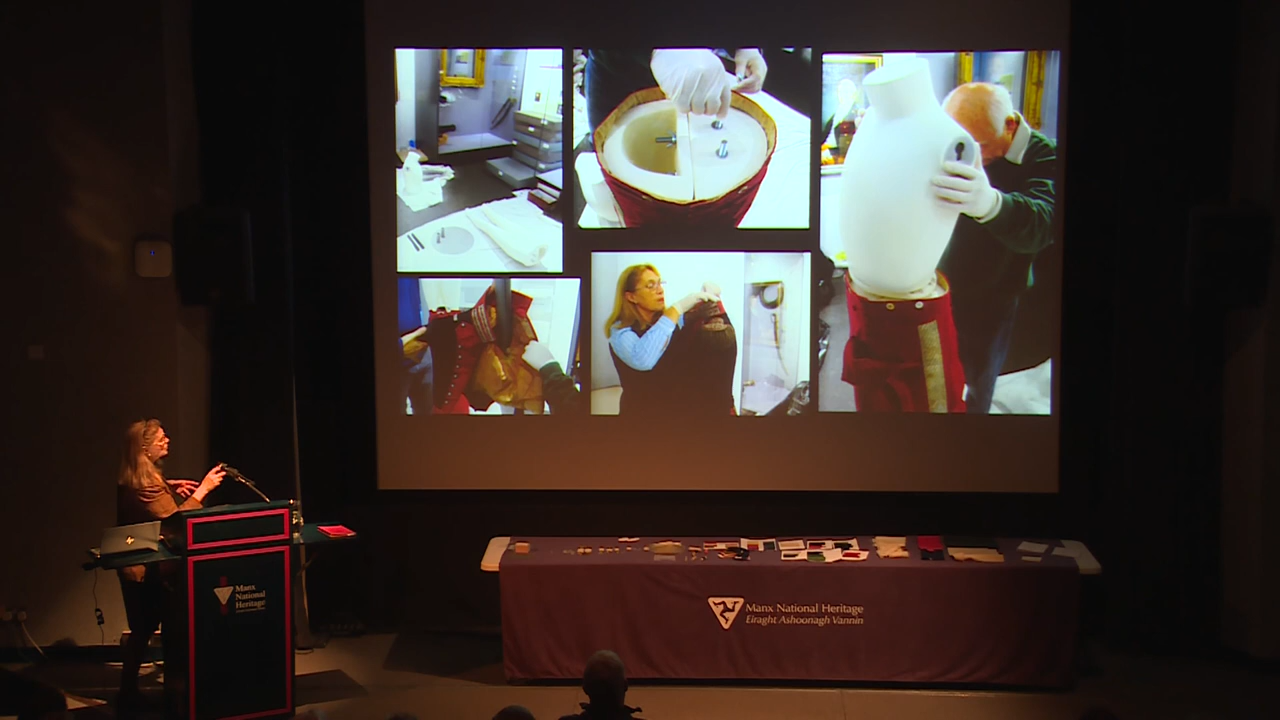 Manx
National
Heritage
Manx National Heritage
Eiraght Ashoonagh Vannin